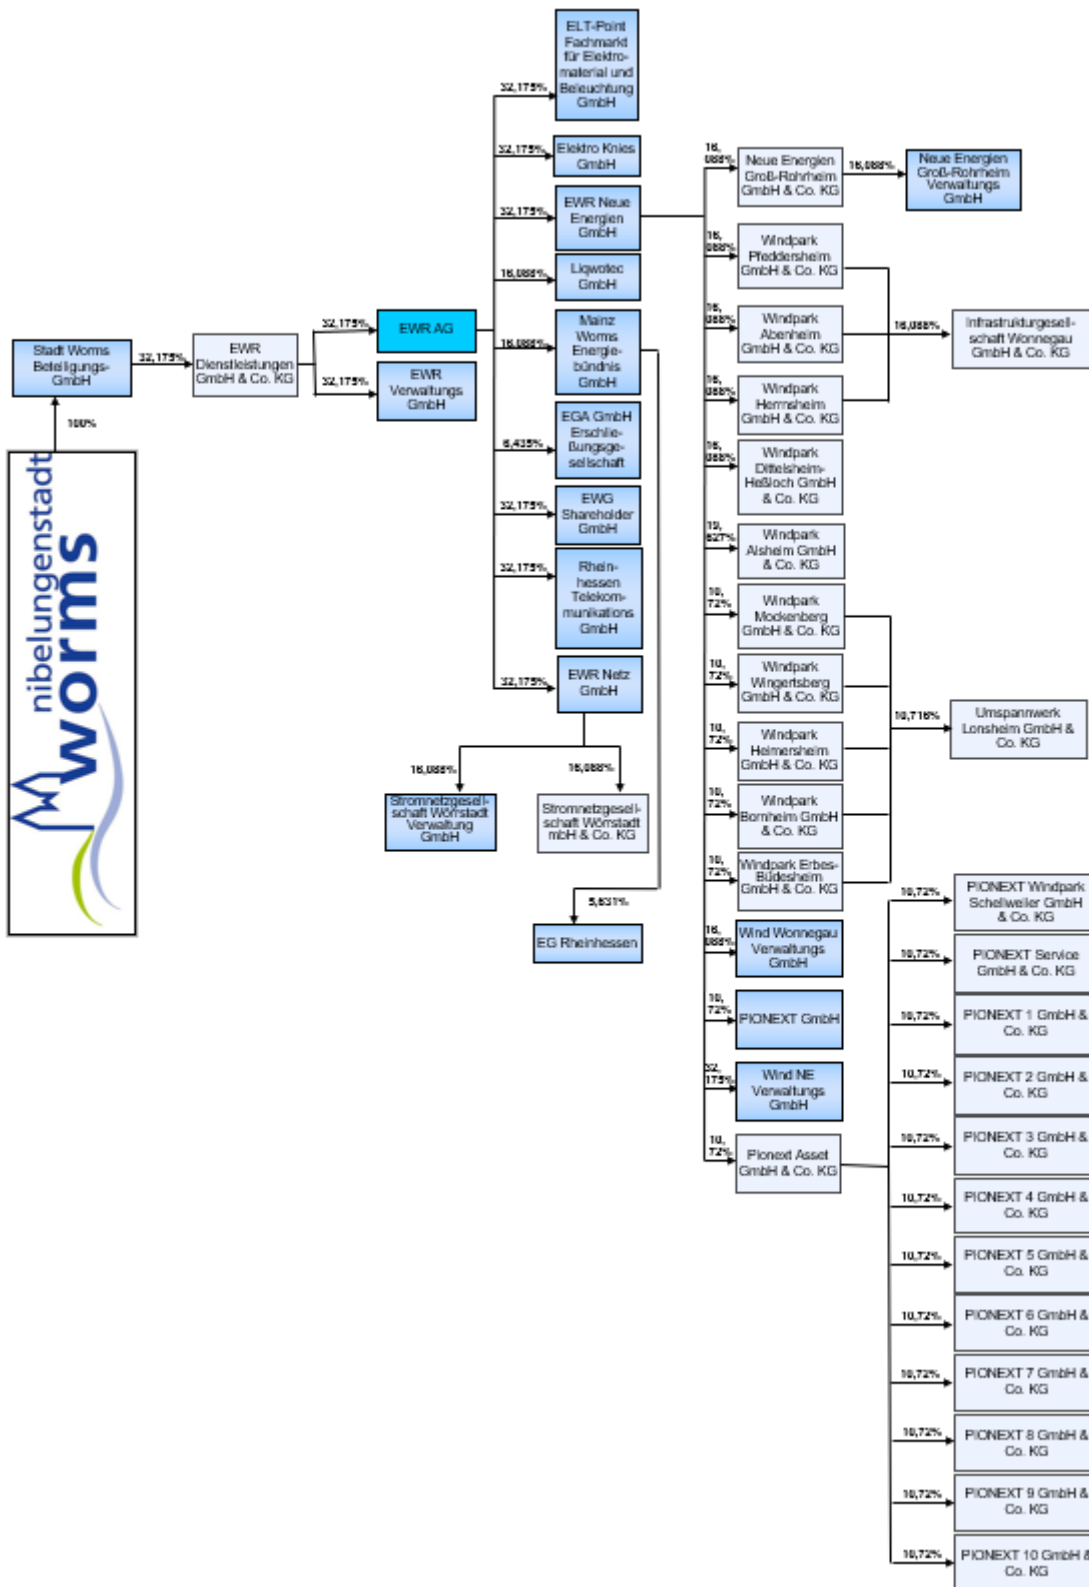 ELT-Point
Fachmarkt
für Elektro-
material und
Beleuchtung
GmbH
32,175%
Elektro Knies
GmbH
32,175%
EWR Neue
Energien
GmbH
32,175%
Liqwotec
GmbH
16,088%
Mainz
Worms
Energie-
bündnis
GmbH
16,088%
EGA GmbH
Erschlie-
ßungsge-
sellschaft
6,435%
EWG
Shareholder
GmbH
32,175%
Rhein-
hessen
Telekom-
munikations
GmbH
32,175%
EWR Netz
GmbH
32,175%
Stadt Worms
Beteiligungs-
GmbH
32,175%
EWR
Dienstleistungen
GmbH & Co. KG
32,175%
EWR AG
32,175%
EWR
Verwaltungs
GmbH
100%
nibelungenstadt
worms
16,088%
16,088%
Stromnetzgesell-
schaft Wörrstadt
Verwaltung
GmbH
Stromnetzgesell-
schaft Wörrstadt
mbH & Co. KG
5,631%
EG Rheinhessen
16,
088%
Neue Energien
Groß-Rohrheim
GmbH & Co. KG
16,088%
Neue Energien
Groß-Rohrheim
Verwaltungs
GmbH
16,
088%
Windpark
Pfeddersheim
GmbH & Co. KG
16,
088%
Windpark
Abenheim
GmbH & Co. KG
16,088%
Infrastrukturgesell-
schaft Wonnegau
GmbH & Co. KG
16,
088%
Windpark
Herrnsheim
GmbH & Co. KG
16,
088%
Windpark
Dittelsheim-
Heßloch GmbH
& Co. KG
19,
627%
Windpark
Alsheim GmbH
& Co. KG
10,
72%
Windpark
Mockenberg
GmbH & Co. KG
10,
72%
Windpark
Wingertsberg
GmbH & Co. KG
10,716%
Umspannwerk
Lonsheim GmbH &
Co. KG
10,
72%
Windpark
Heimersheim
GmbH & Co. KG
10,
72%
Windpark
Bornheim GmbH
& Co. KG
10,
72%
Windpark Erbes-
Büdesheim
GmbH & Co. KG
16,
088%
Wind Wonnegau
Verwaltungs
GmbH
10,
72%
PIONEXT GmbH
32,
175%
Wind NE
Verwaltungs
GmbH
10,
72%
Pionext Asset
GmbH & Co. KG
10,72%
PIONEXT Windpark
Schellweiler GmbH
& Co. KG
10,72%
PIONEXT Service
GmbH & Co. KG
10,72%
PIONEXT 1 GmbH &
Co. KG
10,72%
PIONEXT 2 GmbH &
Co. KG
10,72%
PIONEXT 3 GmbH &
Co. KG
10,72%
PIONEXT 4 GmbH &
Co. KG
10,72%
PIONEXT 5 GmbH &
Co. KG
10,72%
PIONEXT 6 GmbH &
Co. KG
10,72%
PIONEXT 7 GmbH &
Co. KG
10,72%
PIONEXT 8 GmbH &
Co. KG
10,72%
PIONEXT 9 GmbH &
Co. KG
10,72%
PIONEXT 10 GmbH &
Co. KG